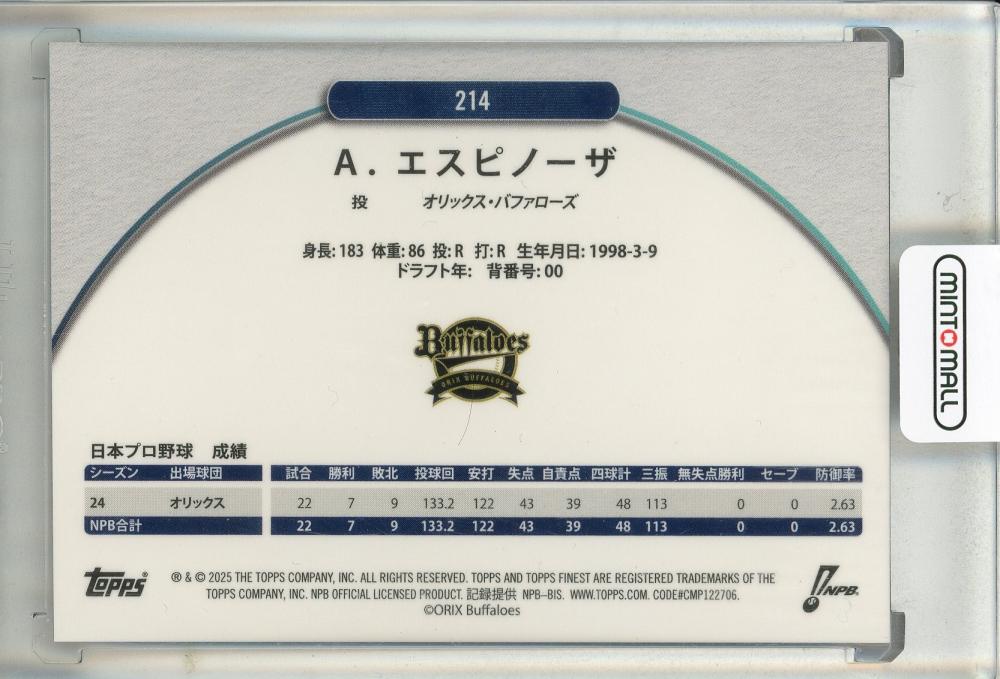 214
A. エスピノーザ
投 オリックス・バファローズ
身長: 183 体重: 86 投: R 打: R 生年月日: 1998-3-9
ドラフト年: 背番号: 00
Buffaloes
ORIX BUFFALOES
日本プロ野球 成績
シーズン 出場球団 試合 勝利 敗北 投球回 安打 失点 自責点 四球計 三振 無失点勝利 セーブ 防御率
24 オリックス 22 7 9 133.2 122 43 39 48 113 0 0 2.63
NPB合計 22 7 9 133.2 122 43 39 48 113 0 0 2.63
topps® ® & © 2025 THE TOPPS COMPANY, INC. ALL RIGHTS RESERVED. TOPPS AND TOPPS FINEST ARE REGISTERED TRADEMARKS OF THE
TOPPS COMPANY, INC. NPB OFFICIAL LICENSED PRODUCT. 記録提供 NPB-BIS. WWW.TOPPS.COM. CODE#CMP122706.
©ORIX Buffaloes
NPB®
MINT MALL